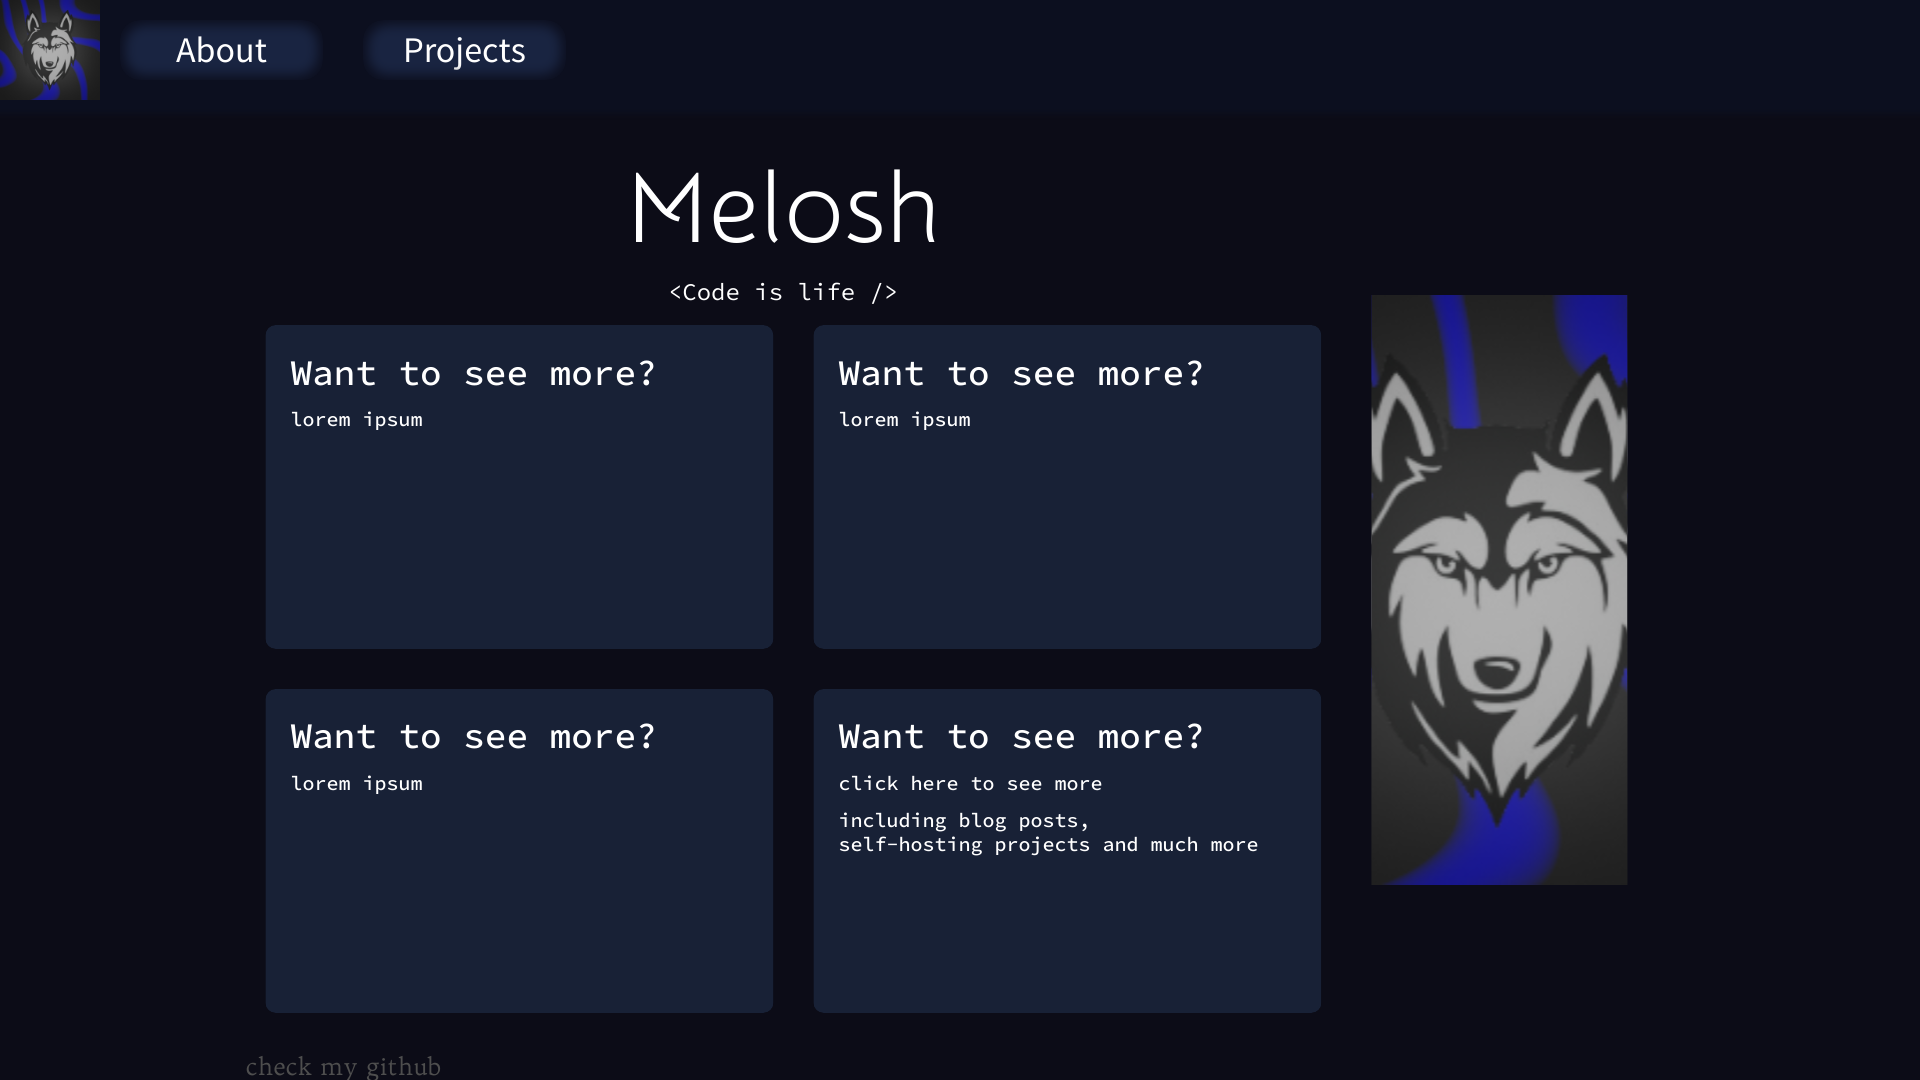 About
Projects
Melosh
<Code is life />
Want to see more?
lorem ipsum
Want to see more?
lorem ipsum
Want to see more?
lorem ipsum
Want to see more?
click here to see more
including blog posts,
self-hosting projects and much more
check my github